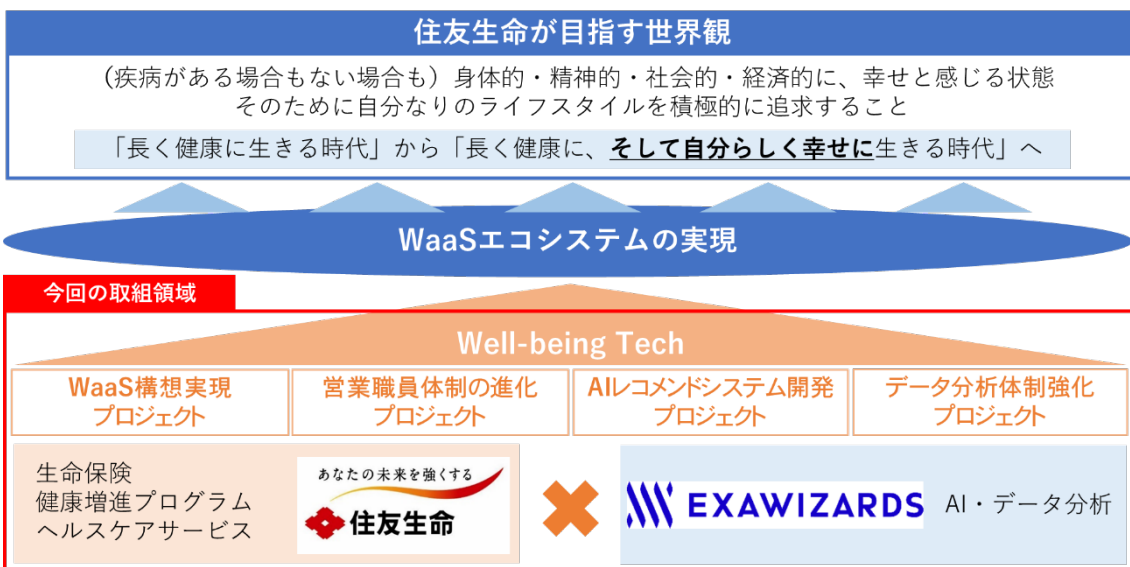 住友生命が目指す世界観
（疾病がある場合もない場合も）身体的・精神的・社会的・経済的に、幸せと感じる状態
そのために自分なりのライフスタイルを積極的に追求すること
「長く健康に生きる時代」から「長く健康に、そして自分らしく幸せに生きる時代」へ
WaaSエコシステムの実現
今回の取組領域
Well-being Tech
WaaS構想実現
プロジェクト
営業職員体制の進化
プロジェクト
AIレコメンドシステム開発
プロジェクト
データ分析体制強化
プロジェクト
生命保険
健康増進プログラム
ヘルスケアサービス
あなたの未来を強くする
住友生命
EXAWIZARDS
AI・データ分析